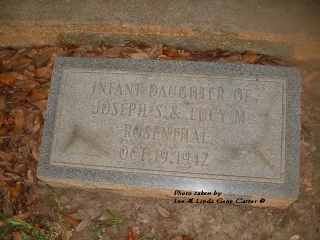 INFANT DAUGHTER OF
JOSEPH S. & LUCY M.
ROSENTHAL
OCT. 19, 1942
Photo taken by
Lee & Linda Gene Carter ©